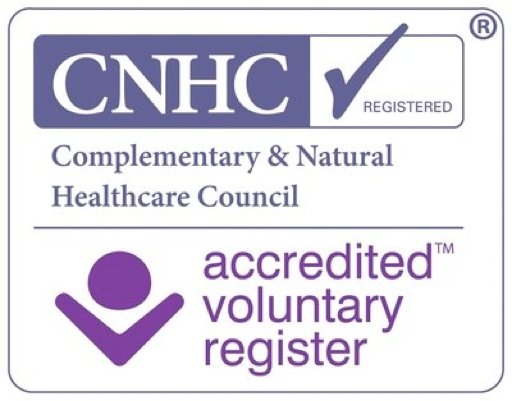 ®
CNHC
REGISTERED
Complementary & Natural
Healthcare Council
accredited™
voluntary
register